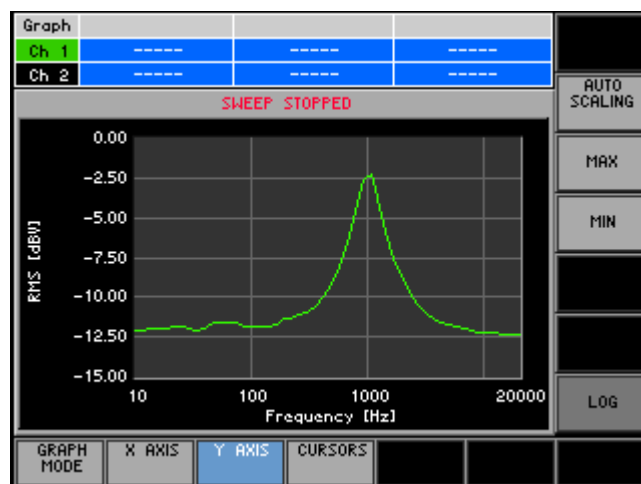 Graph
Ch 1 ----- ----- -----
Ch 2 ----- ----- -----
SWEEP STOPPED
AUTO
SCALING
MAX
MIN
LOG
RMS [dBV]
0.00
-2.50
-5.00
-7.50
-10.00
-12.50
-15.00
10 100 1000 20000
Frequency [Hz]
GRAPH
MODE
X AXIS
Y AXIS
CURSORS